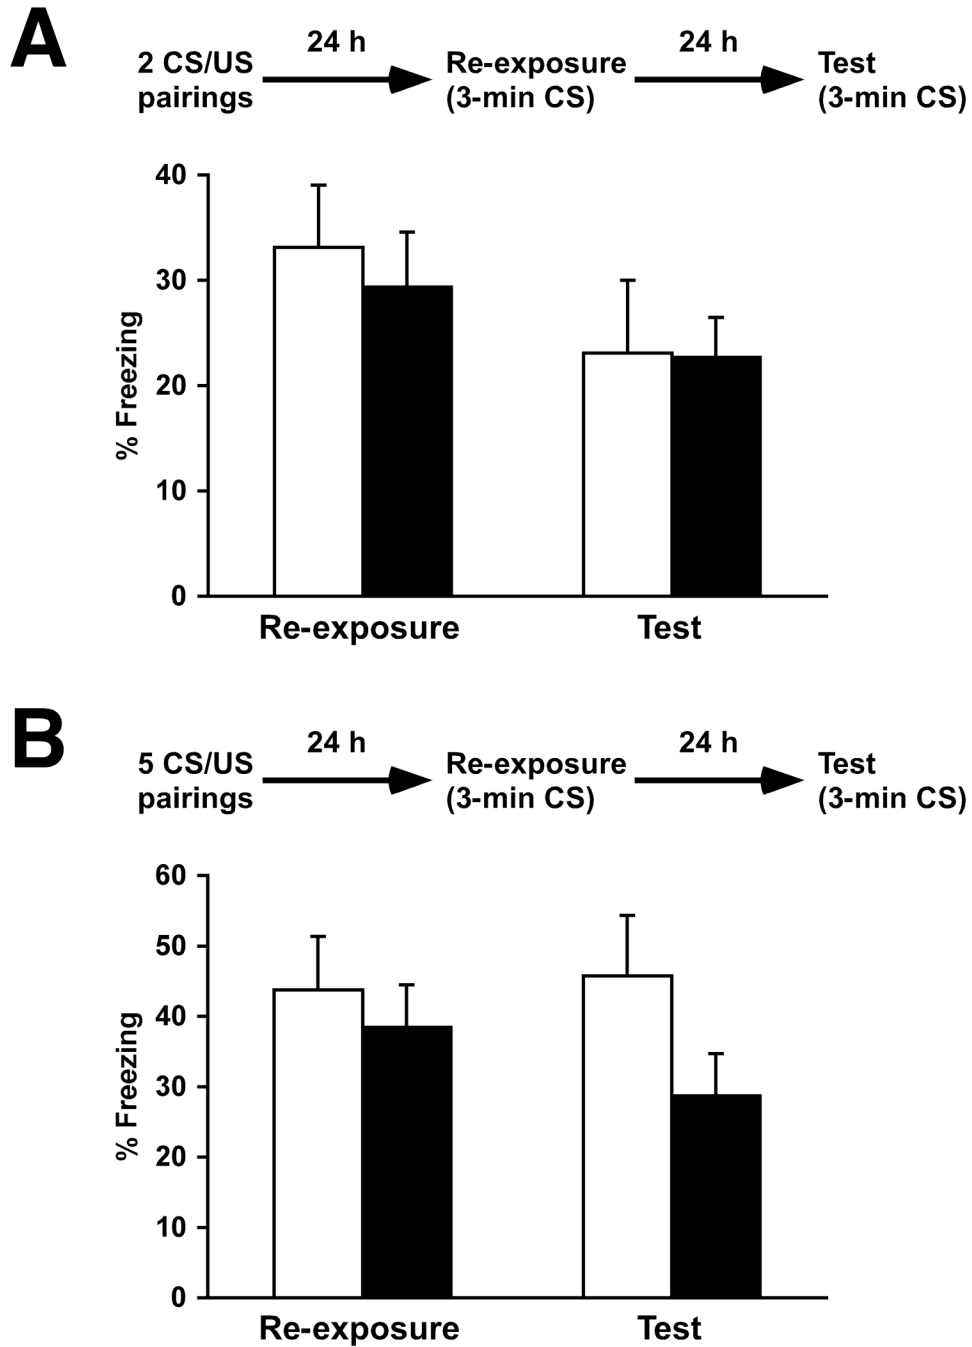 A
24 h
24 h
2 CS/US
pairings
Re-exposure
(3-min CS)
Test
(3-min CS)
40
30
20
10
0
% Freezing
Re-exposure
Test
B
24 h
24 h
5 CS/US
pairings
Re-exposure
(3-min CS)
Test
(3-min CS)
60
50
40
30
20
10
0
% Freezing
Re-exposure
Test